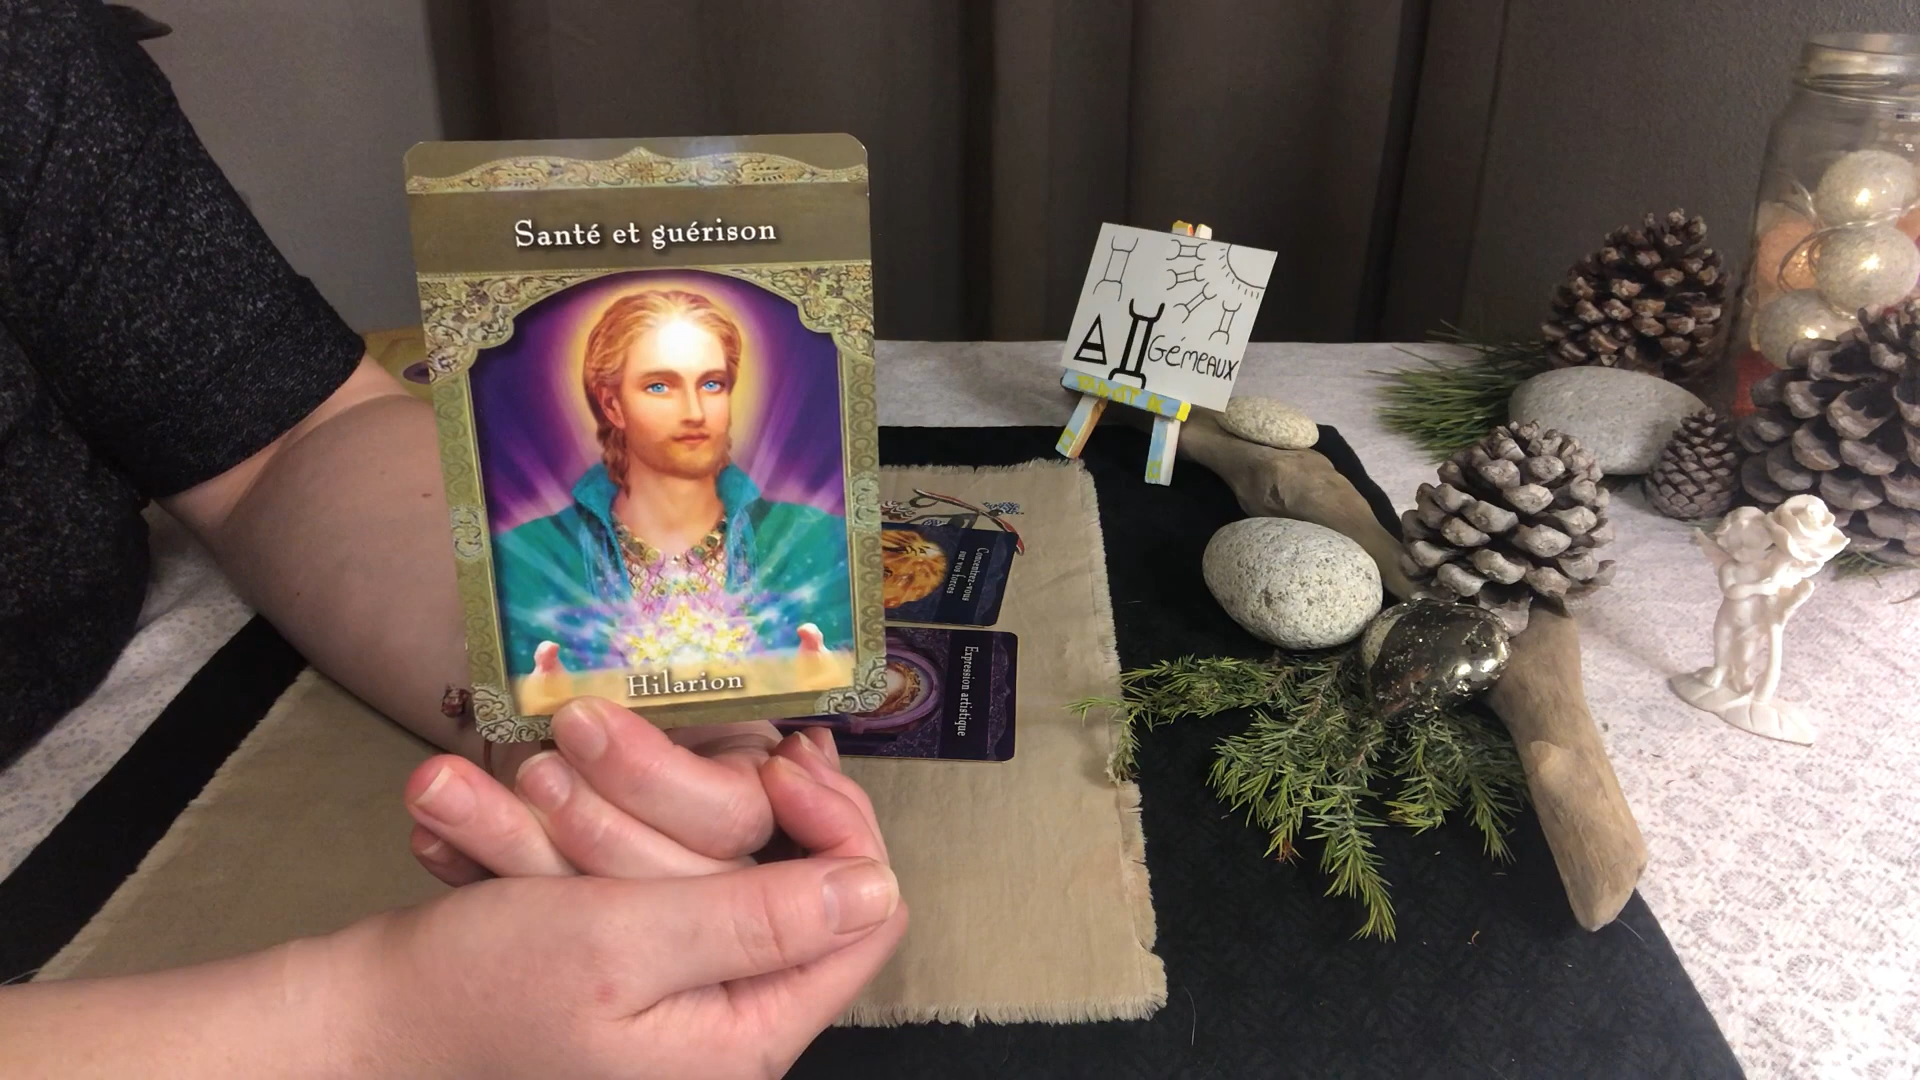 Santé et guérison
Hilarion
GéMEAUX
Concentrez-vous
sur vos forces
Expression artistique